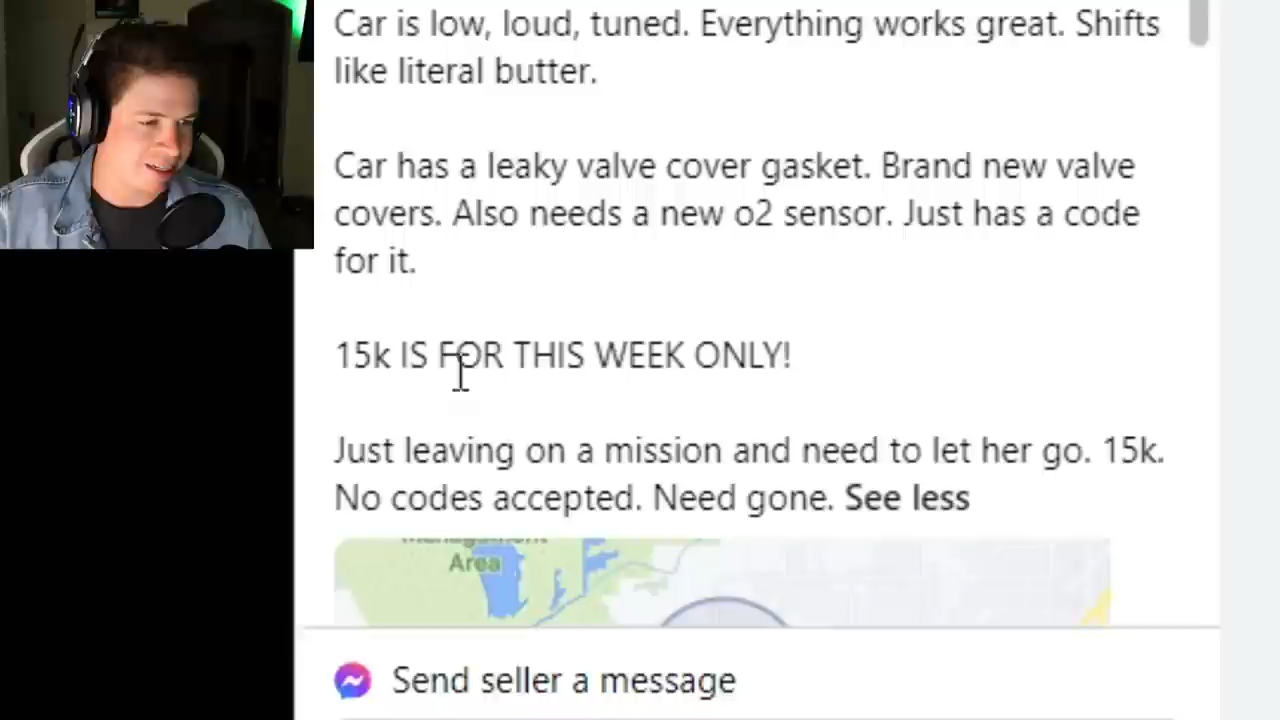 Car is low, loud, tuned. Everything works great. Shifts
like literal butter.
Car has a leaky valve cover gasket. Brand new valve
covers. Also needs a new o2 sensor. Just has a code
for it.
15k IS FOR THIS WEEK ONLY!
Just leaving on a mission and need to let her go. 15k.
No codes accepted. Need gone. See less
Area
Send seller a message